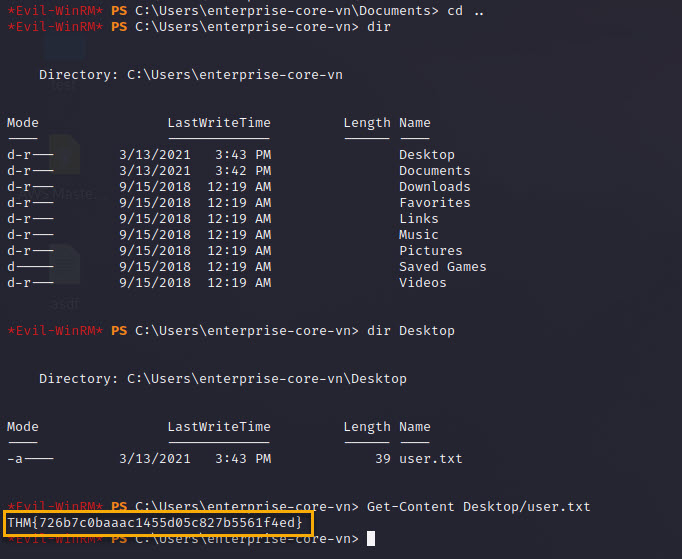 *Evil-WinRM* PS C:\Users\enterprise-core-vn\Documents> cd ..
*Evil-WinRM* PS C:\Users\enterprise-core-vn> dir
Directory: C:\Users\enterprise-core-vn
Mode LastWriteTime Length Name
---- ------------- ------ ----
d-r--- 3/13/2021 3:43 PM Desktop
d-r--- 3/13/2021 3:42 PM Documents
d-r--- 9/15/2018 12:19 AM Downloads
d-r--- 9/15/2018 12:19 AM Favorites
d-r--- 9/15/2018 12:19 AM Links
d-r--- 9/15/2018 12:19 AM Music
d-r--- 9/15/2018 12:19 AM Pictures
d----- 9/15/2018 12:19 AM Saved Games
d-r--- 9/15/2018 12:19 AM Videos
*Evil-WinRM* PS C:\Users\enterprise-core-vn> dir Desktop
Directory: C:\Users\enterprise-core-vn\Desktop
Mode LastWriteTime Length Name
---- ------------- ------ ----
-a---- 3/13/2021 3:43 PM 39 user.txt
*Evil-WinRM* PS C:\Users\enterprise-core-vn> Get-Content Desktop/user.txt
THM{726b7c0baaac1455d05c827b5561f4ed}
*Evil-WinRM* PS C:\Users\enterprise-core-vn>
test
asdf